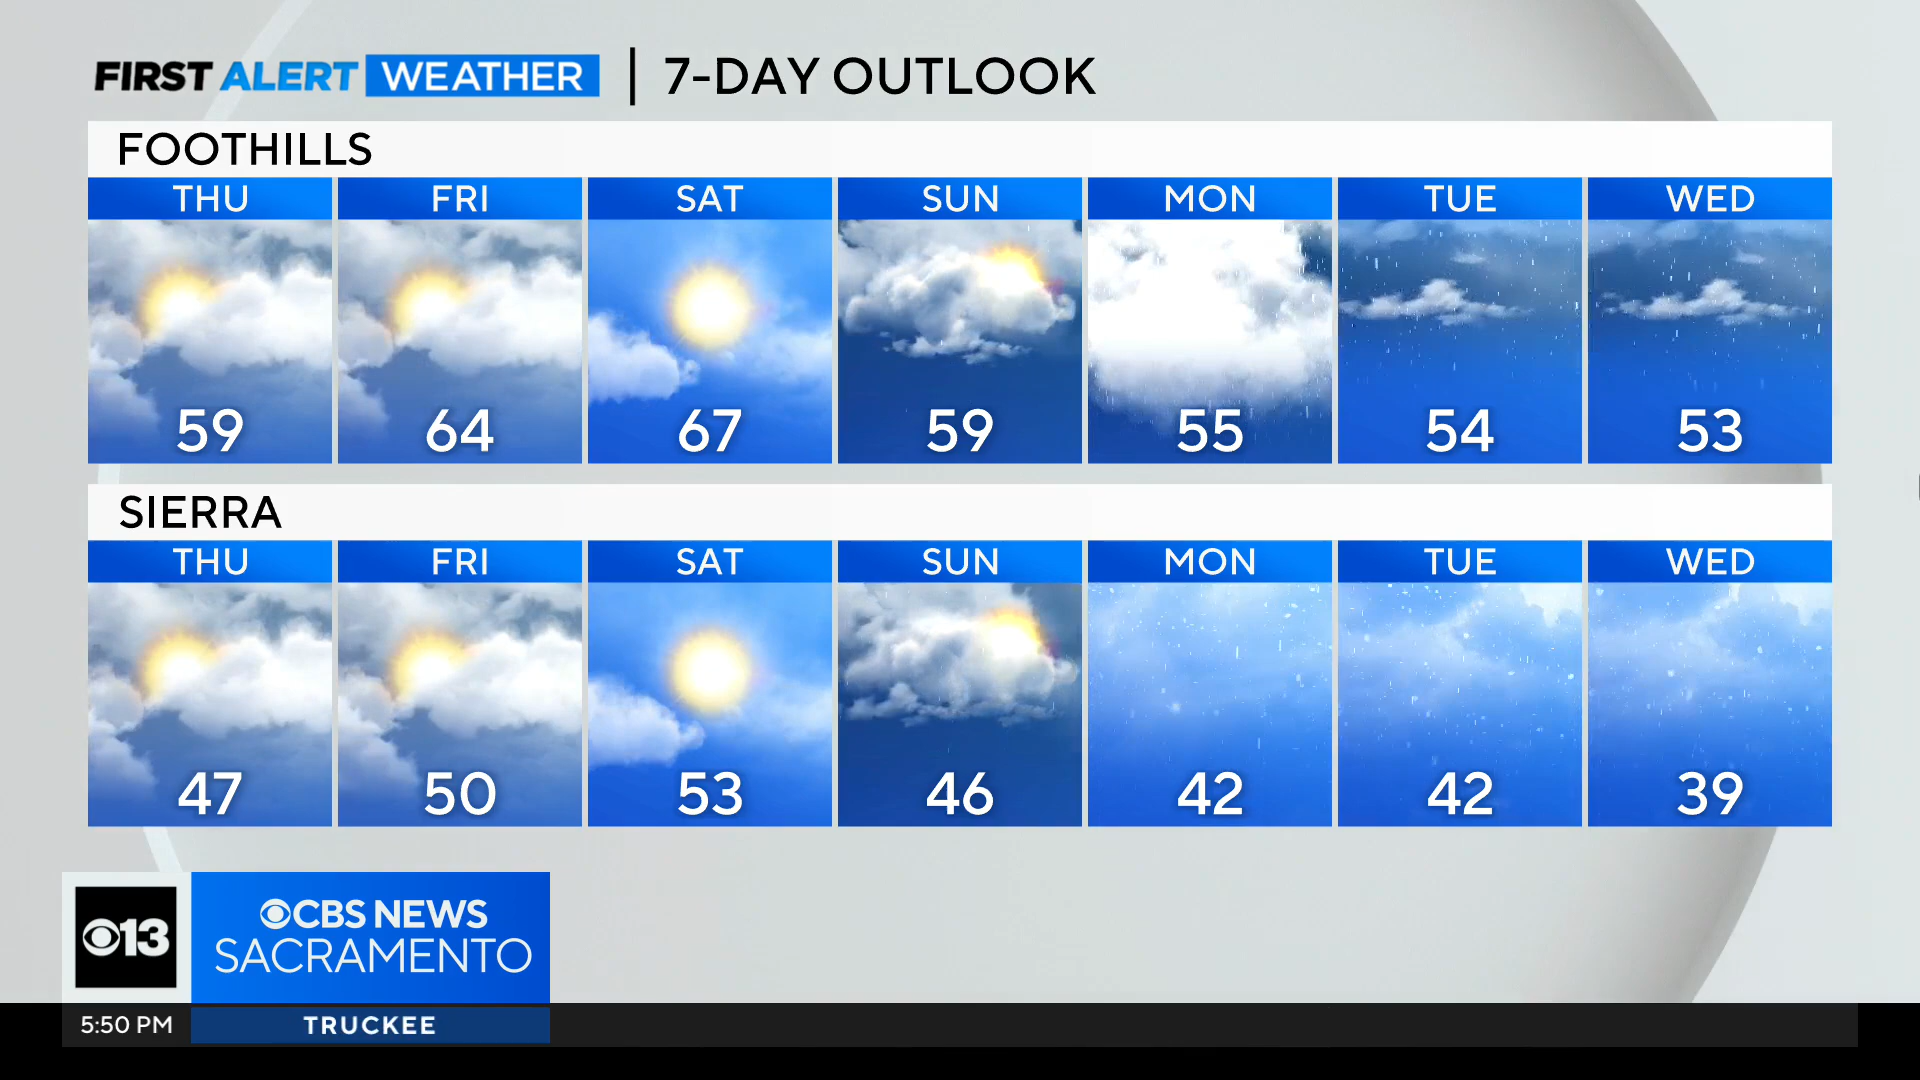 FIRST ALERT WEATHER | 7-DAY OUTLOOK
FOOTHILLS
THU FRI SAT SUN MON TUE WED
59 64 67 59 55 54 53
SIERRA
THU FRI SAT SUN MON TUE WED
47 50 53 46 42 42 39
13
CBS NEWS
SACRAMENTO
5:50 PM TRUCKEE